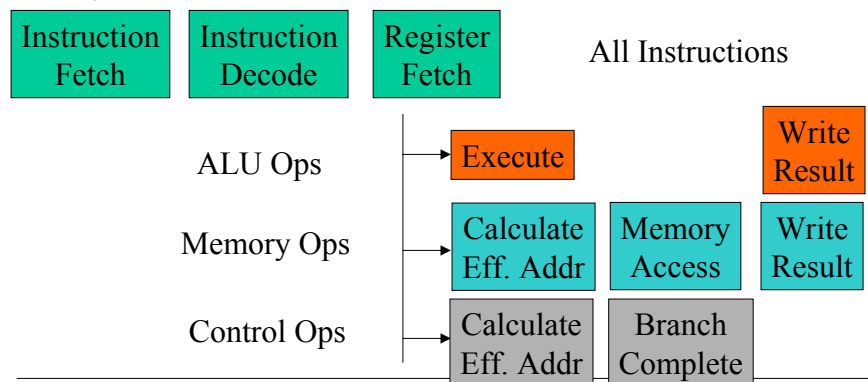 Instruction Fetch
Instruction Decode
Register Fetch
All Instructions
ALU Ops
Execute
Write Result
Memory Ops
Calculate Eff. Addr
Memory Access
Write Result
Control Ops
Calculate Eff. Addr
Branch Complete